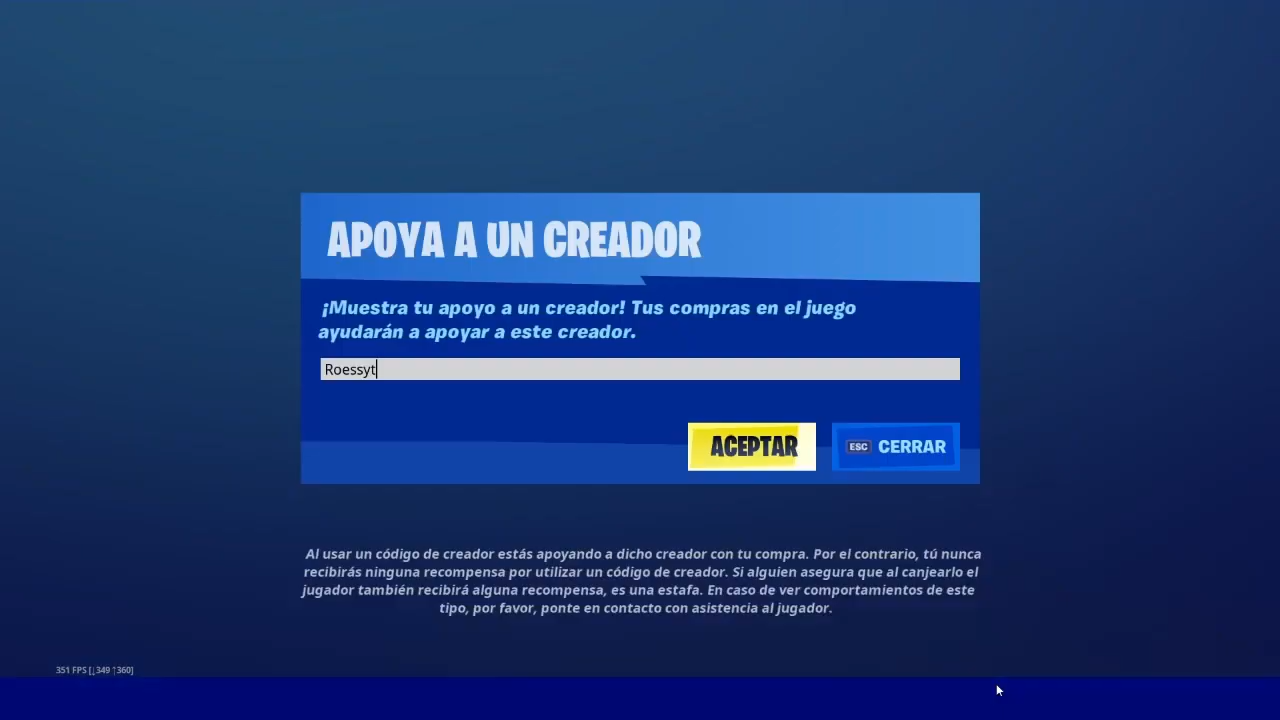 APOYA A UN CREADOR
¡Muestra tu apoyo a un creador! Tus compras en el juego
ayudarán a apoyar a este creador.
Roessyt
ACEPTAR
ESC CERRAR
Al usar un código de creador estás apoyando a dicho creador con tu compra. Por el contrario, tú nunca
recibirás ninguna recompensa por utilizar un código de creador. Si alguien asegura que al canjearlo el
jugador también recibirá alguna recompensa, es una estafa. En caso de ver comportamientos de este
tipo, por favor, ponte en contacto con asistencia al jugador.
351 FPS [↓349 ↑360]